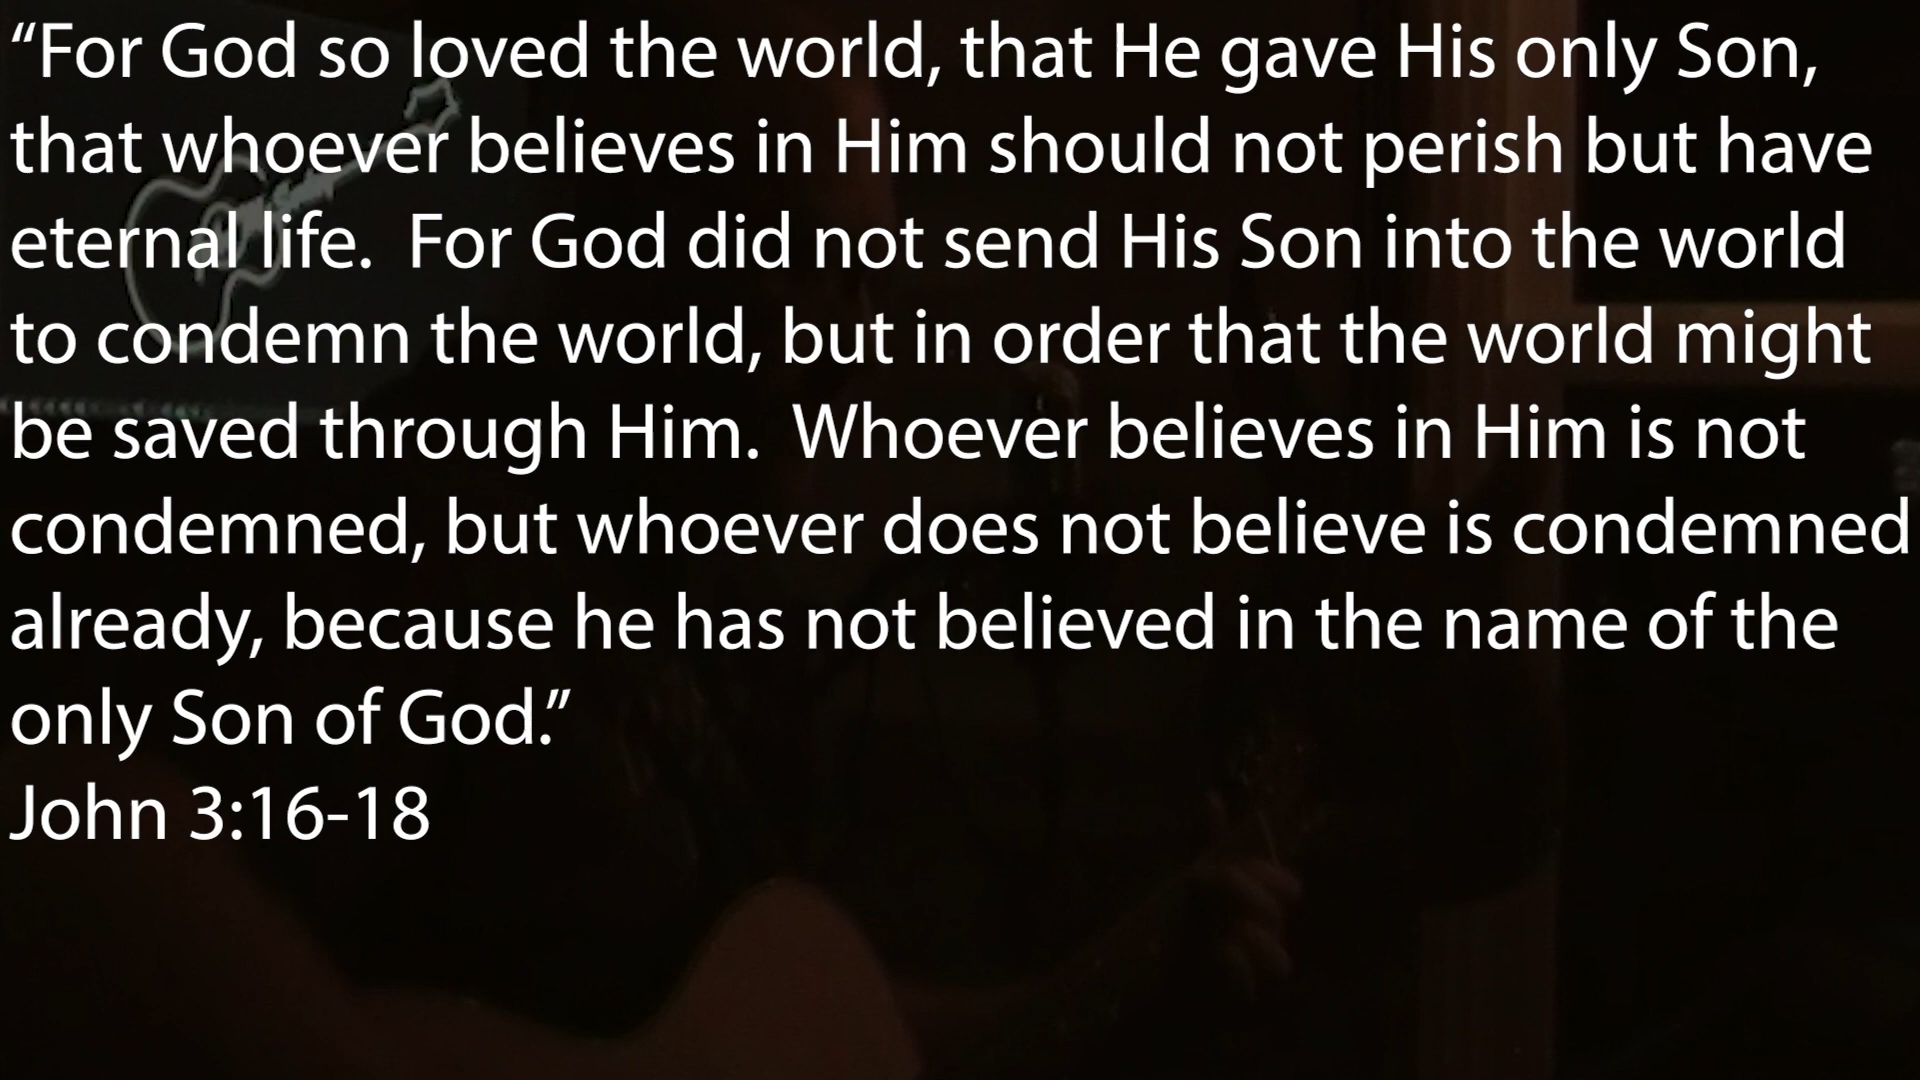 “For God so loved the world, that He gave His only Son,
that whoever believes in Him should not perish but have
eternal life.  For God did not send His Son into the world
to condemn the world, but in order that the world might
be saved through Him.  Whoever believes in Him is not
condemned, but whoever does not believe is condemned
already, because he has not believed in the name of the
only Son of God.”
John 3:16-18